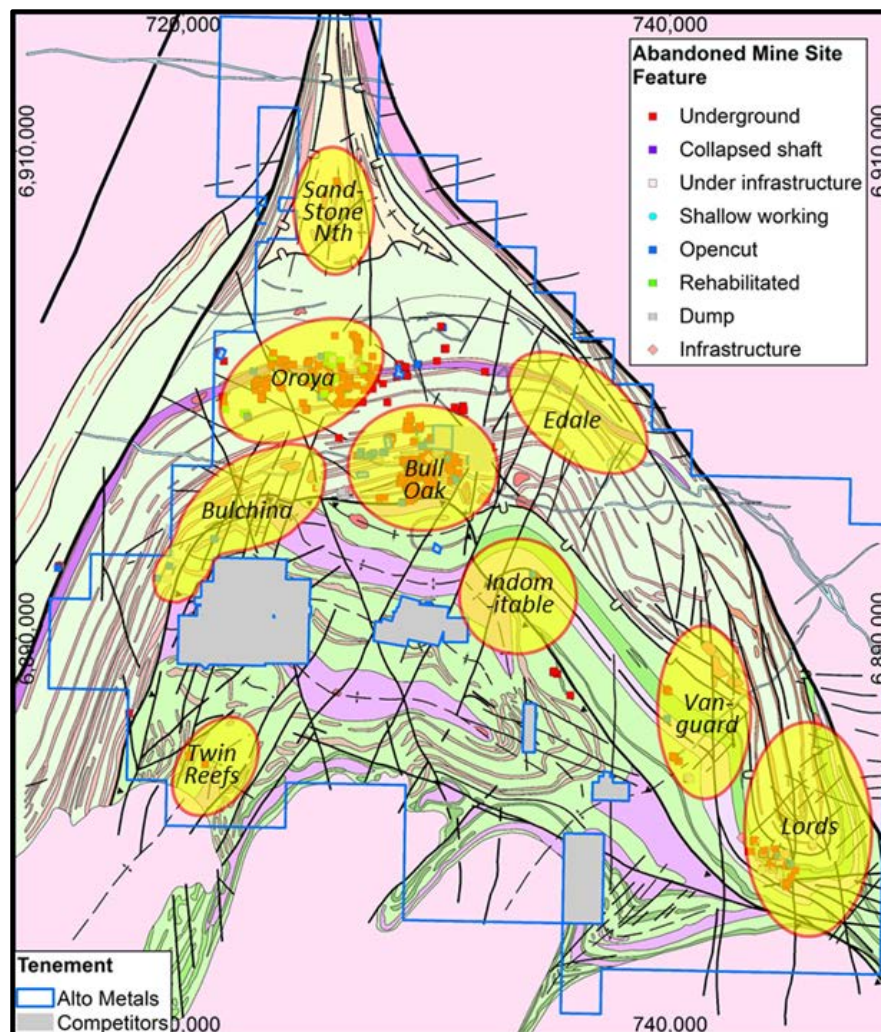 720,000
740,000
6,910,000
6,910,000
Abandoned Mine Site
Feature
Underground
Collapsed shaft
Under infrastructure
Shallow working
Opencut
Rehabilitated
Dump
Infrastructure
Sand-
Stone
Nth
Oroya
Edale
Bull
Oak
Bulchina
Indom
-itable
6,890,000
6,890,000
Van-
guard
Twin
Reefs
Lords
Tenement
Alto Metals
Competitors
740,000